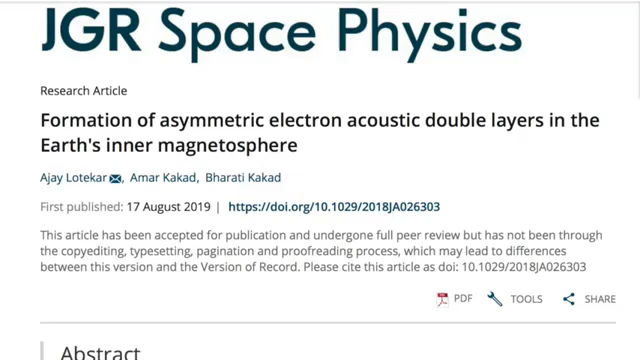 JGR Space Physics
Research Article
Formation of asymmetric electron acoustic double layers in the
Earth's inner magnetosphere
Ajay Lotekar, Amar Kakad, Bharati Kakad
First published: 17 August 2019 | https://doi.org/10.1029/2018JA026303
This article has been accepted for publication and undergone full peer review but has not been through
the copyediting, typesetting, pagination and proofreading process, which may lead to differences
between this version and the Version of Record. Please cite this article as doi: 10.1029/2018JA026303
PDF TOOLS SHARE
Abstract